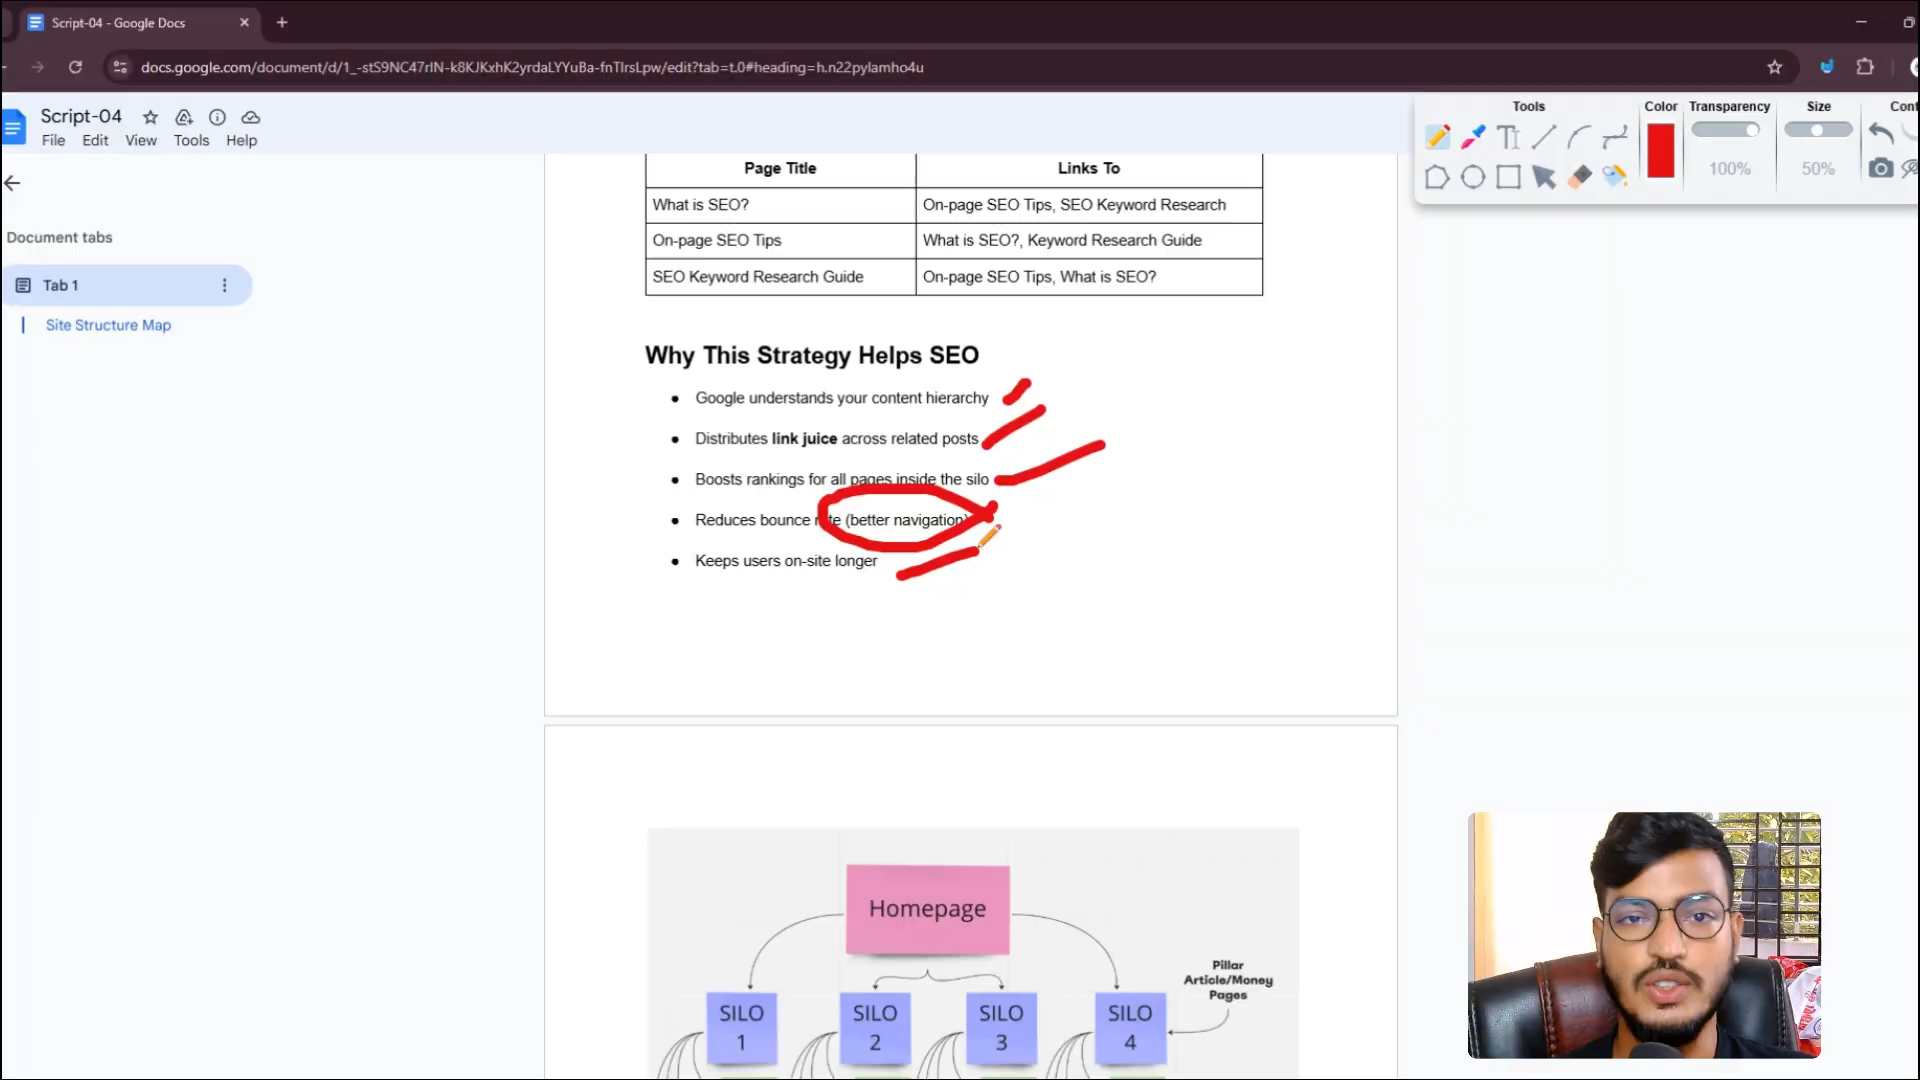 Script-04 - Google Docs
docs.google.com/document/d/1_-stS9NC47rIN-k8KJKxhK2yrdaLYYuBa-fnTIrsLpw/edit?tab=t.0#heading=h.n22pylamho4u
Script-04
File Edit View Tools Help
Tools Color Transparency Size Cont
100% 50%
Document tabs
Tab 1
Site Structure Map
Page Title Links To
What is SEO? On-page SEO Tips, SEO Keyword Research
On-page SEO Tips What is SEO?, Keyword Research Guide
SEO Keyword Research Guide On-page SEO Tips, What is SEO?
Why This Strategy Helps SEO
Google understands your content hierarchy
Distributes link juice across related posts
Boosts rankings for all pages inside the silo
Reduces bounce rate (better navigation)
Keeps users on-site longer
Homepage
Pillar
Article/Money
Pages
SILO 1
SILO 2
SILO 3
SILO 4